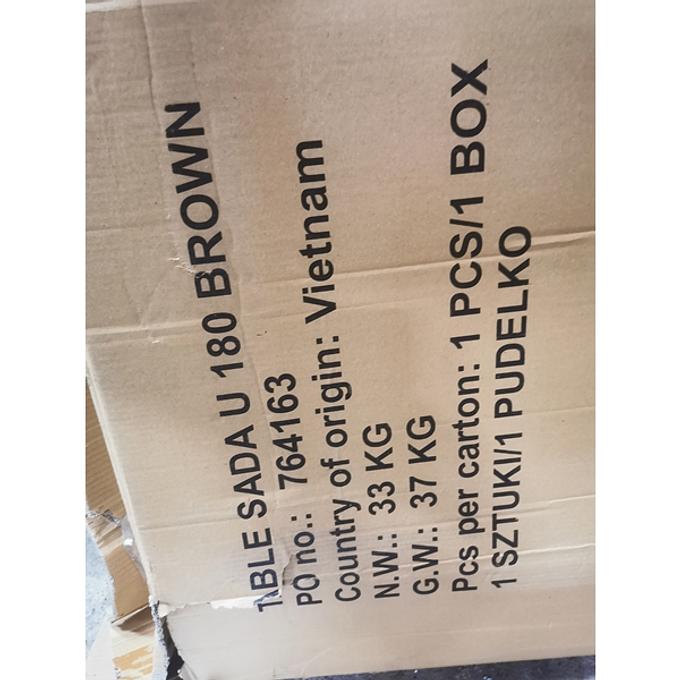 TABLE SADA U 180 BROWN
PO no.: 764163
Country of origin: Vietnam
N.W.: 33 KG
G.W.: 37 KG
Pcs per carton: 1 PCS/1 BOX
1 SZTUKI/1 PUDELKO